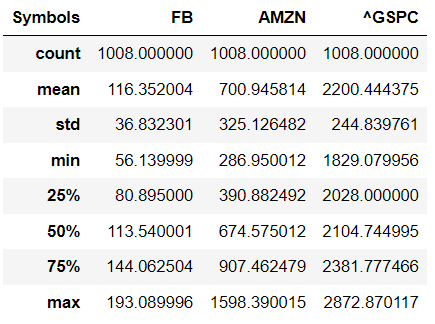 Symbols FB AMZN ^GSPC
count 1008.000000 1008.000000 1008.000000
mean 116.352004 700.945814 2200.444375
std 36.832301 325.126482 244.839761
min 56.139999 286.950012 1829.079956
25% 80.895000 390.882492 2028.000000
50% 113.540001 674.575012 2104.744995
75% 144.062504 907.462479 2381.777466
max 193.089996 1598.390015 2872.870117